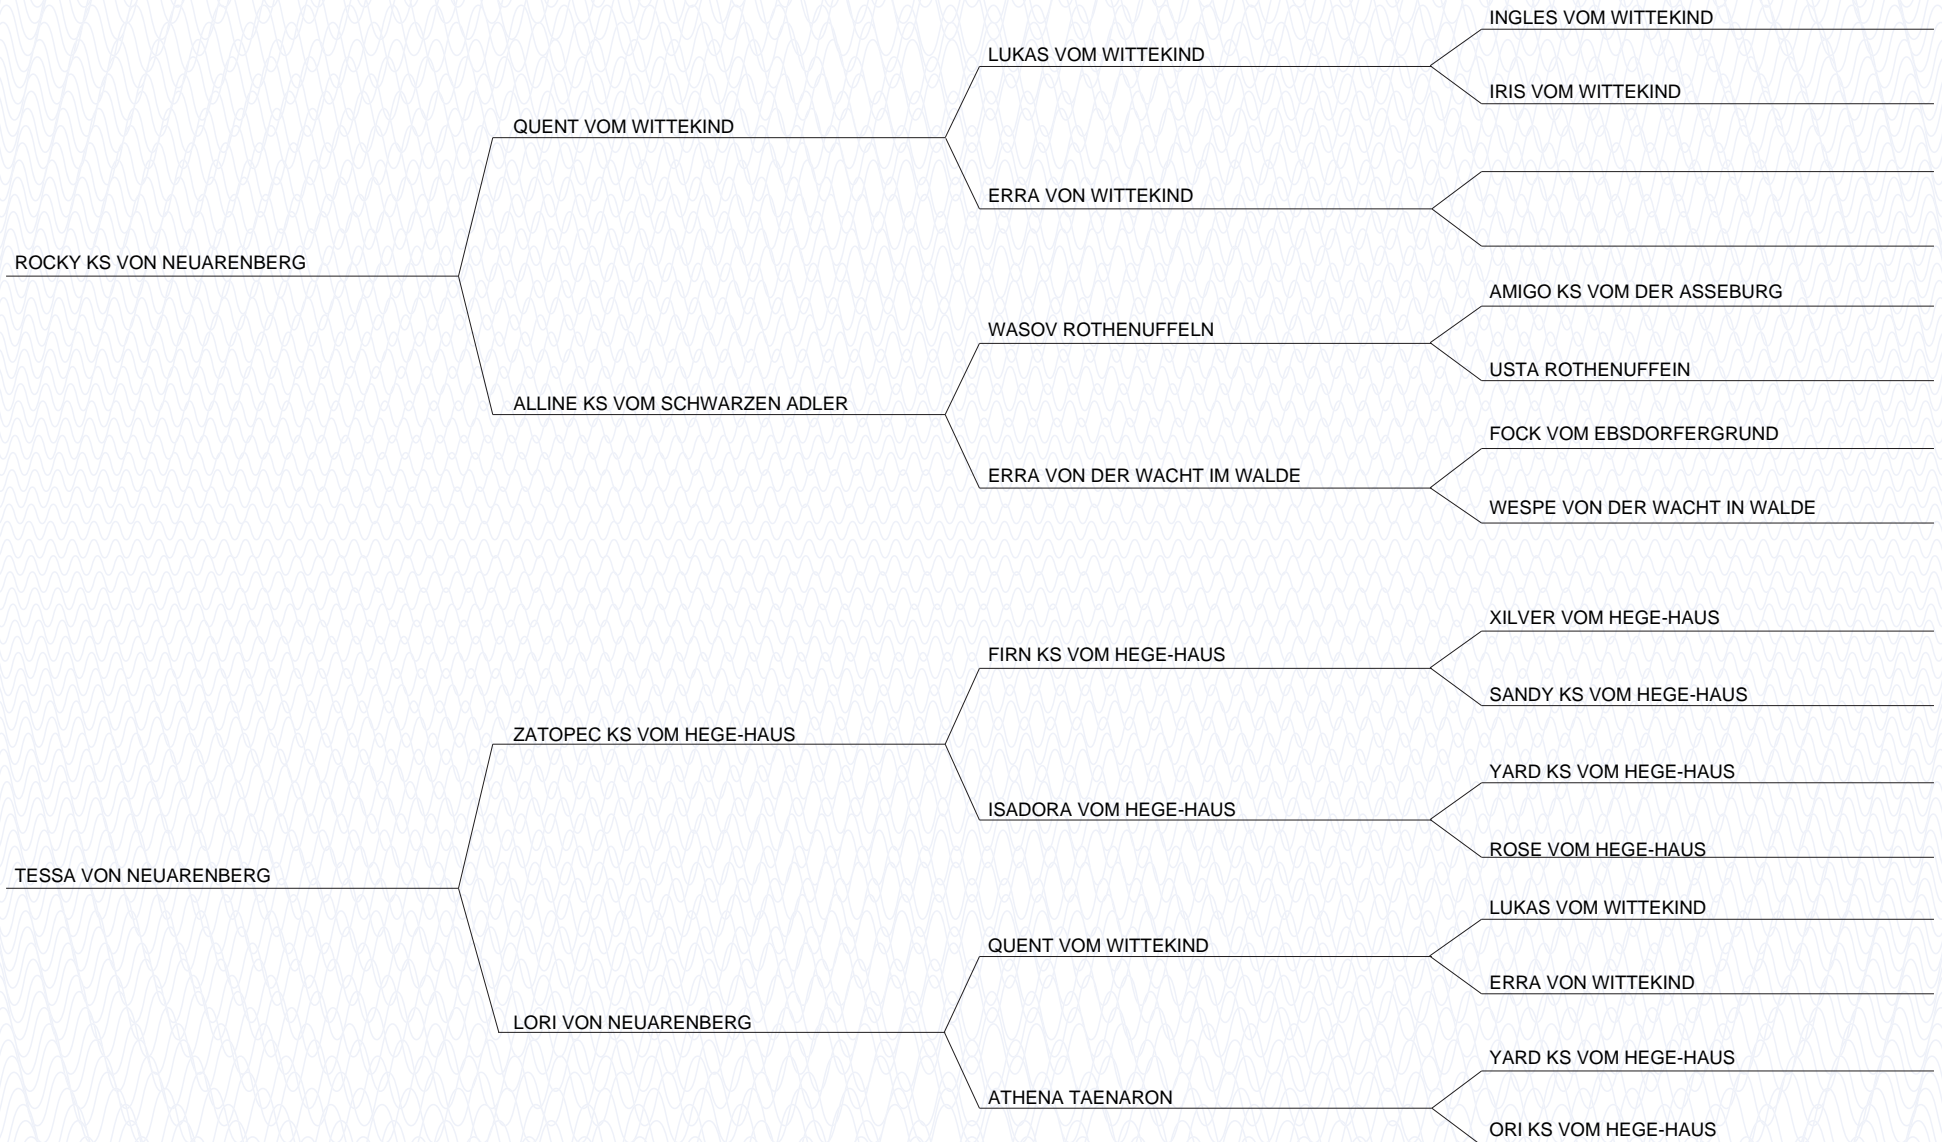 INGLES VOM WITTEKIND
LUKAS VOM WITTEKIND
IRIS VOM WITTEKIND
QUENT VOM WITTEKIND
ERRA VON WITTEKIND
ROCKY KS VON NEUARENBERG
AMIGO KS VOM DER ASSEBURG
WASOV ROTHENUFFELN
USTA ROTHENUFFEIN
ALLINE KS VOM SCHWARZEN ADLER
FOCK VOM EBSDORFERGRUND
ERRA VON DER WACHT IM WALDE
WESPE VON DER WACHT IN WALDE
XILVER VOM HEGE-HAUS
FIRN KS VOM HEGE-HAUS
SANDY KS VOM HEGE-HAUS
ZATOPEC KS VOM HEGE-HAUS
YARD KS VOM HEGE-HAUS
ISADORA VOM HEGE-HAUS
ROSE VOM HEGE-HAUS
TESSA VON NEUARENBERG
LUKAS VOM WITTEKIND
QUENT VOM WITTEKIND
ERRA VON WITTEKIND
LORI VON NEUARENBERG
YARD KS VOM HEGE-HAUS
ATHENA TAENARON
ORI KS VOM HEGE-HAUS